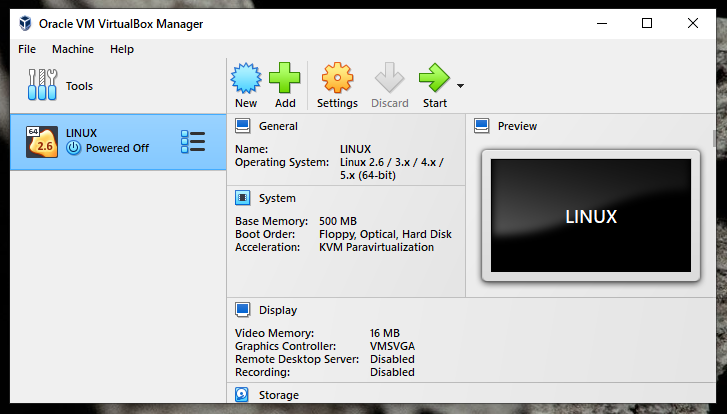 Oracle VM VirtualBox Manager
File Machine Help
Tools
New Add Settings Discard Start
64
2.6
LINUX
Powered Off
General
Name: LINUX
Operating System: Linux 2.6 / 3.x / 4.x /
5.x (64-bit)
System
Base Memory: 500 MB
Boot Order: Floppy, Optical, Hard Disk
Acceleration: KVM Paravirtualization
Preview
LINUX
Display
Video Memory: 16 MB
Graphics Controller: VMSVGA
Remote Desktop Server: Disabled
Recording: Disabled
Storage